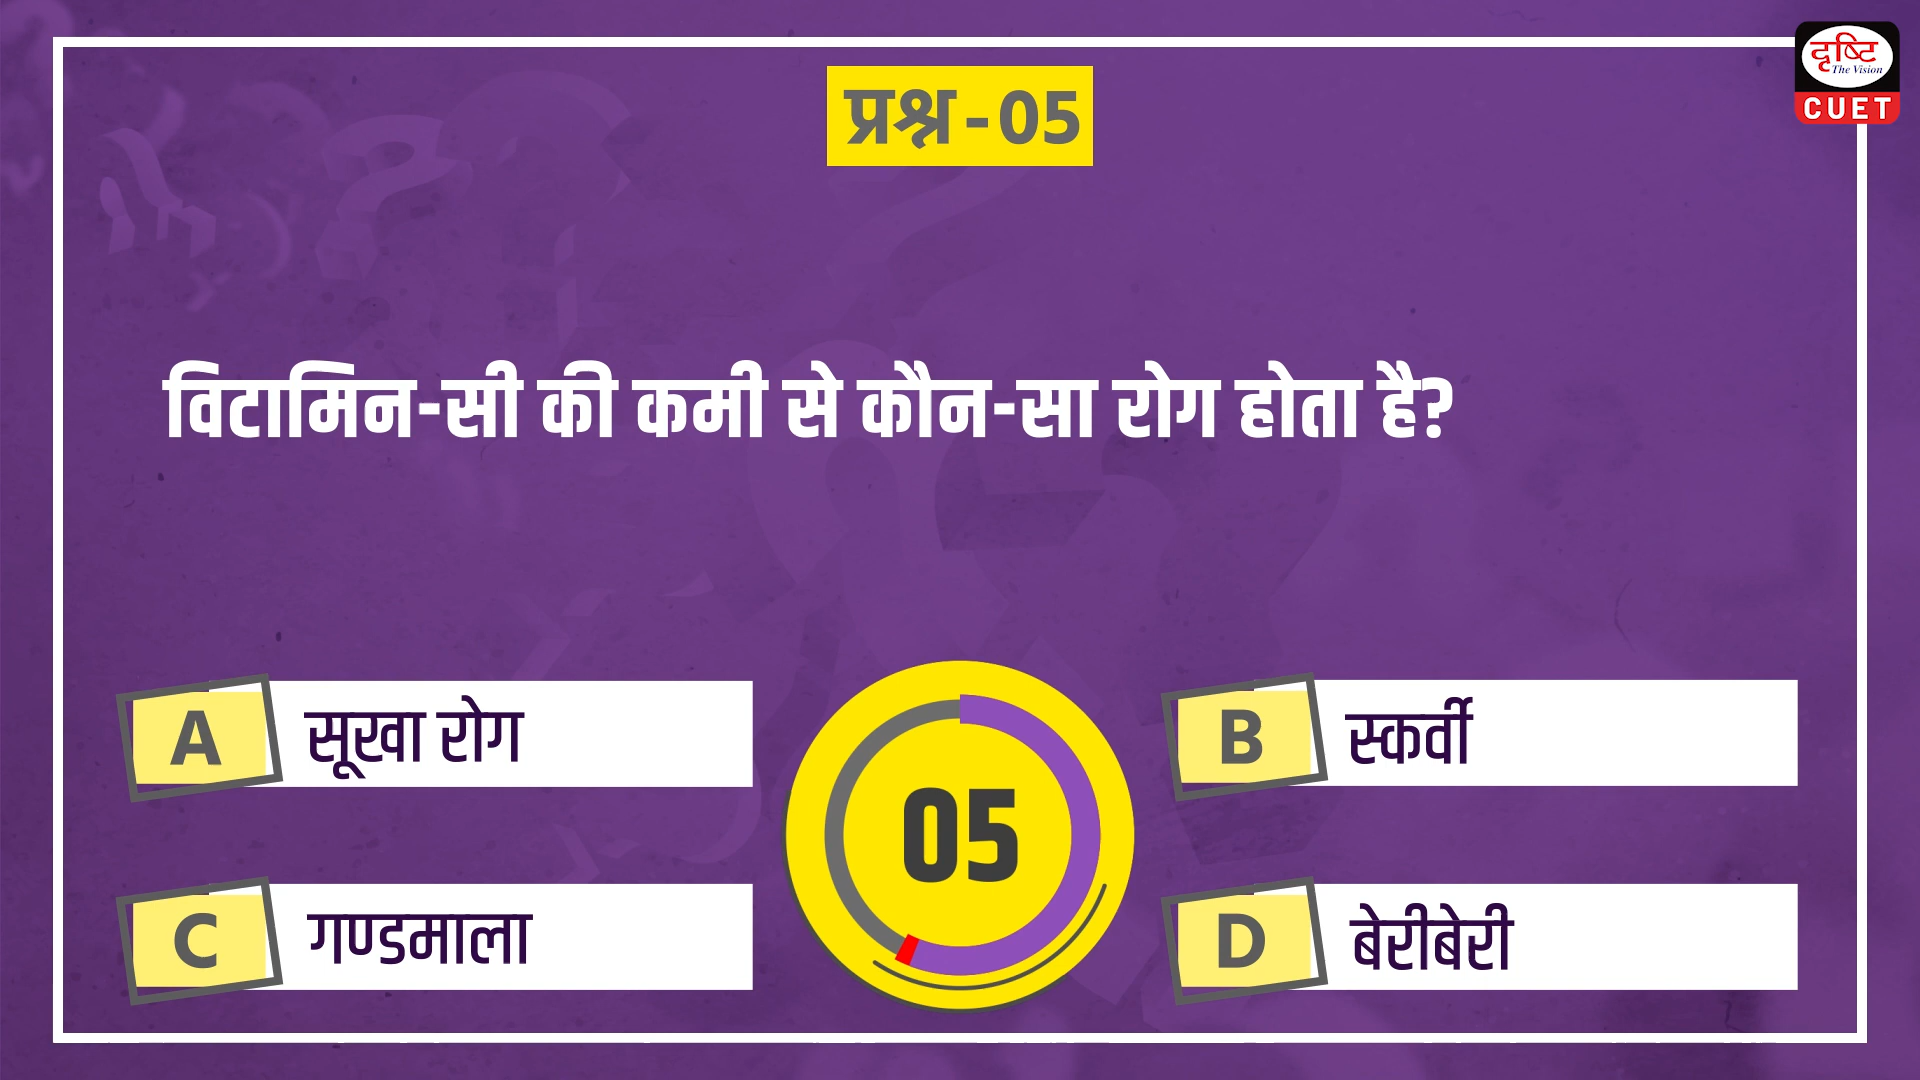 दृष्टि
The Vision
CUET
प्रश्न - 05
विटामिन-सी की कमी से कौन-सा रोग होता है?
A सूखा रोग
B स्कर्वी
05
C गण्डमाला
D बेरीबेरी